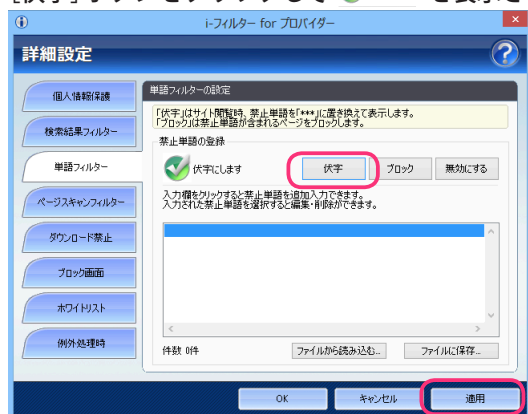 i-フィルター for プロバイダー
詳細設定
個人情報保護
検索結果フィルター
単語フィルター
ページスキャンフィルター
ダウンロード禁止
ブロック画面
ホワイトリスト
例外処理時
単語フィルターの設定
「伏字」はサイト閲覧時、禁止単語を「***」に置き換えて表示します。
「ブロック」は禁止単語が含まれるページをブロックします。
禁止単語の登録
伏字にします
伏字
ブロック
無効にする
入力欄をクリックすると禁止単語を追加入力できます。
入力された禁止単語を選択すると編集・削除ができます。
件数 0件
ファイルから読み込む...
ファイルに保存...
OK
キャンセル
適用